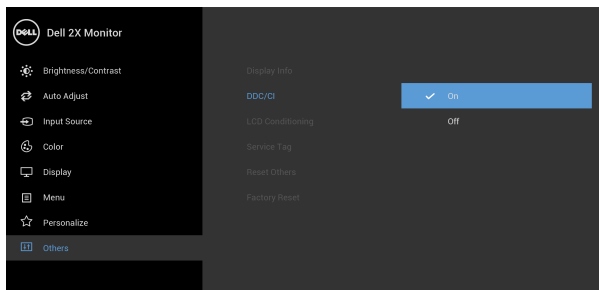 DELL Dell 2X Monitor
Brightness/Contrast
Auto Adjust
Input Source
Color
Display
Menu
Personalize
Others
Display Info
DDC/CI
LCD Conditioning
Service Tag
Reset Others
Factory Reset
On
Off